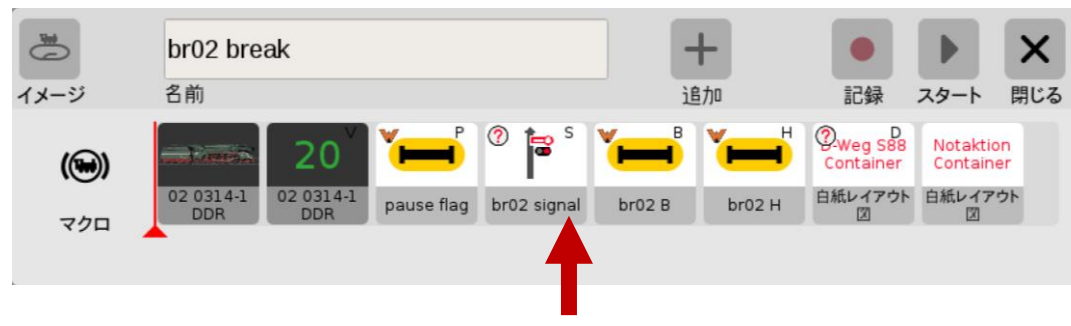 br02 break
イメージ
名前
追加
記録
スタート
閉じる
マクロ
02 0314-1
DDR
20
V
02 0314-1
DDR
P
pause flag
?
S
br02 signal
B
br02 B
H
br02 H
?
D
-Weg S88
Container
白紙レイアウト
図
Notaktion
Container
白紙レイアウト
図